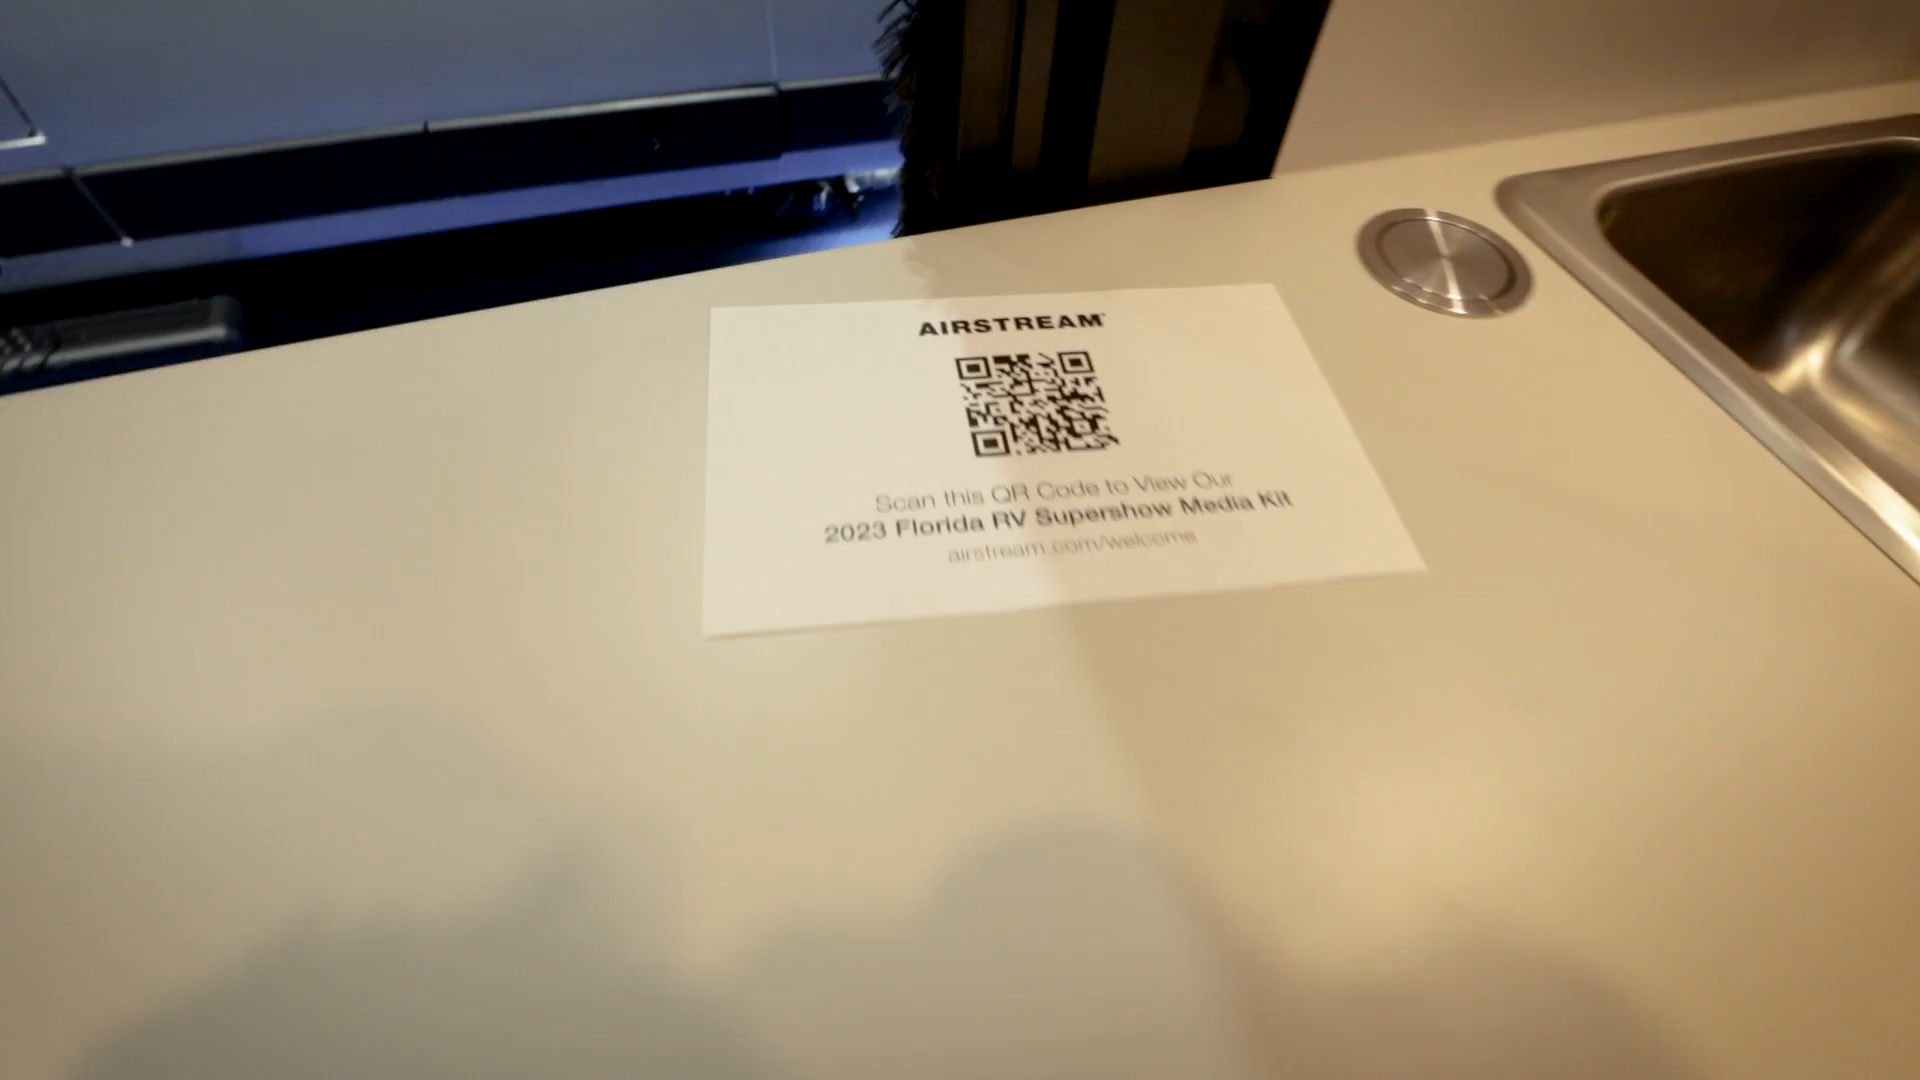 AIRSTREAM
Scan this QR Code to View Our
2023 Florida RV Supershow Media Kit
airstream.com/welcome